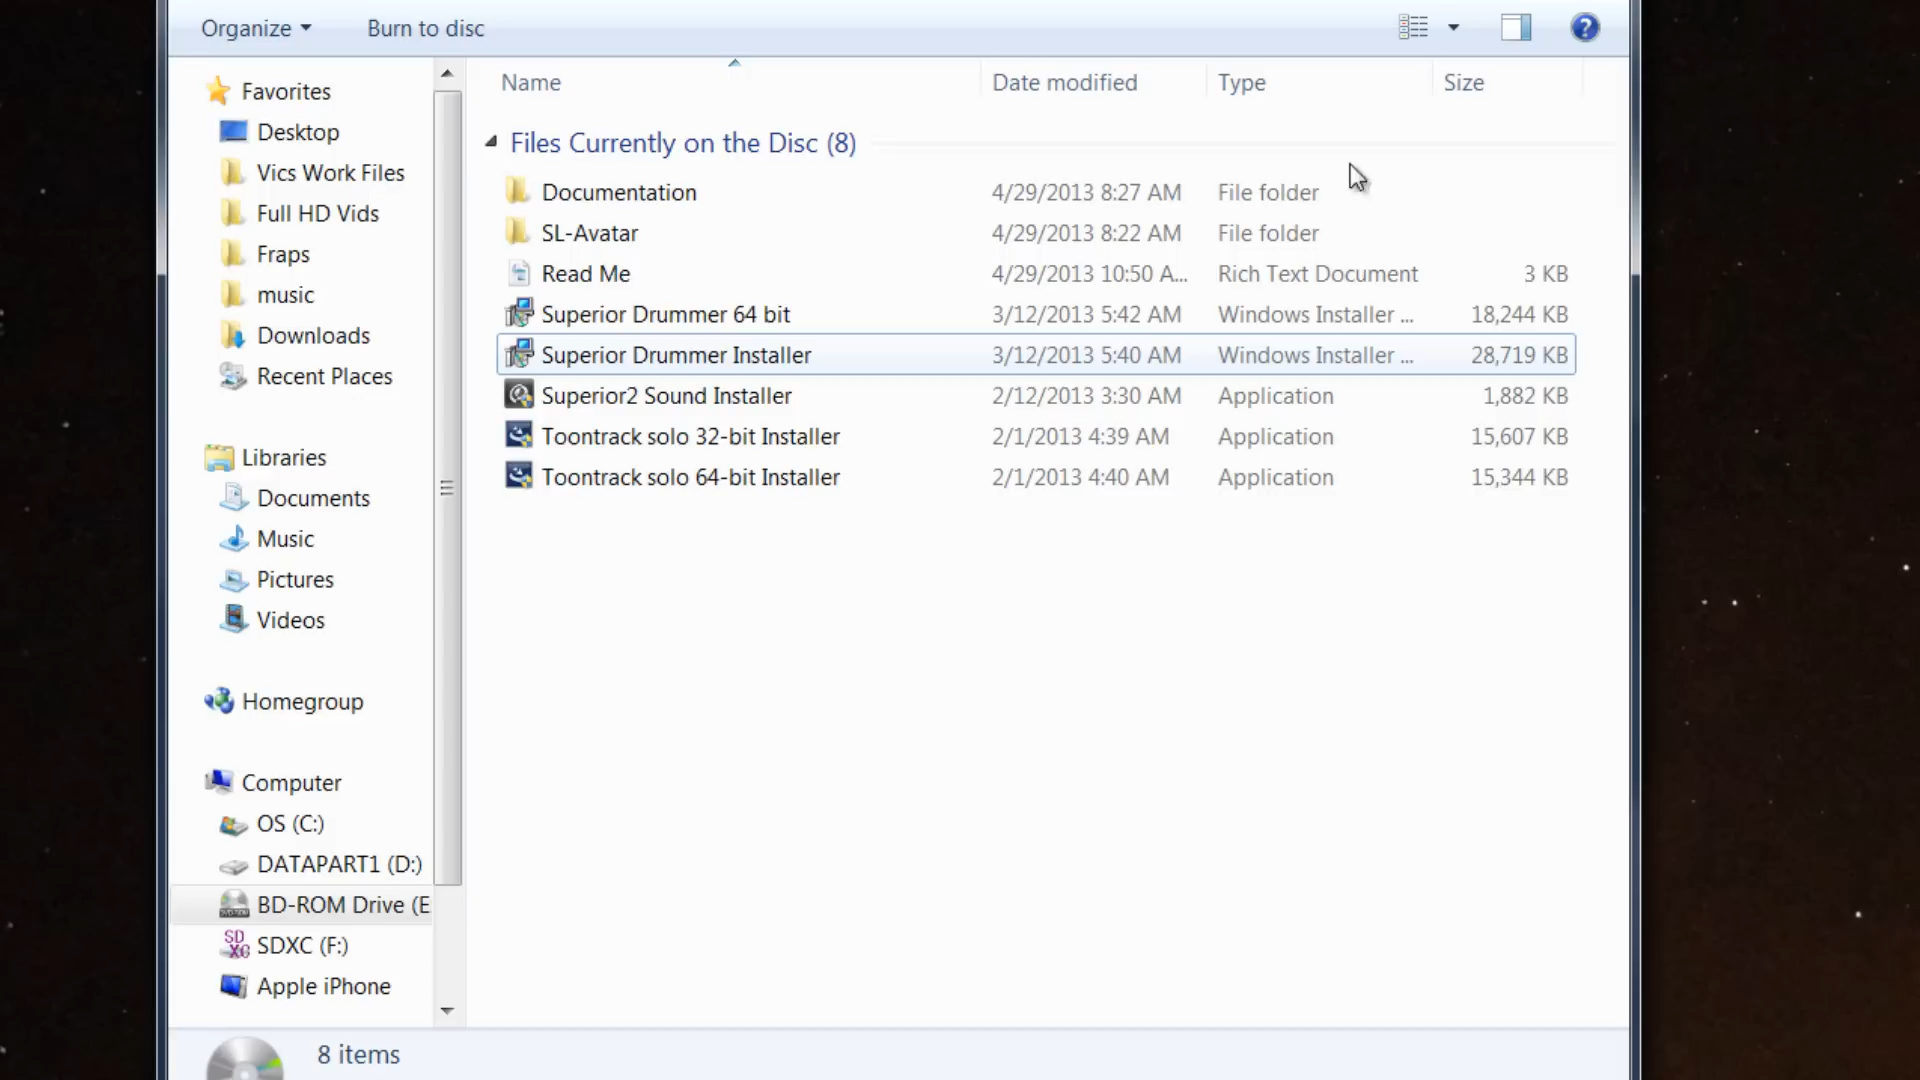 Organize Burn to disc
Name Date modified Type Size
Files Currently on the Disc (8)
Documentation 4/29/2013 8:27 AM File folder
SL-Avatar 4/29/2013 8:22 AM File folder
Read Me 4/29/2013 10:50 A... Rich Text Document 3 KB
Superior Drummer 64 bit 3/12/2013 5:42 AM Windows Installer ... 18,244 KB
Superior Drummer Installer 3/12/2013 5:40 AM Windows Installer ... 28,719 KB
Superior2 Sound Installer 2/12/2013 3:30 AM Application 1,882 KB
Toontrack solo 32-bit Installer 2/1/2013 4:39 AM Application 15,607 KB
Toontrack solo 64-bit Installer 2/1/2013 4:40 AM Application 15,344 KB
Favorites
Desktop
Vics Work Files
Full HD Vids
Fraps
music
Downloads
Recent Places
Libraries
Documents
Music
Pictures
Videos
Homegroup
Computer
OS (C:)
DATAPART1 (D:)
BD-ROM Drive (E
SDXC (F:)
Apple iPhone
8 items